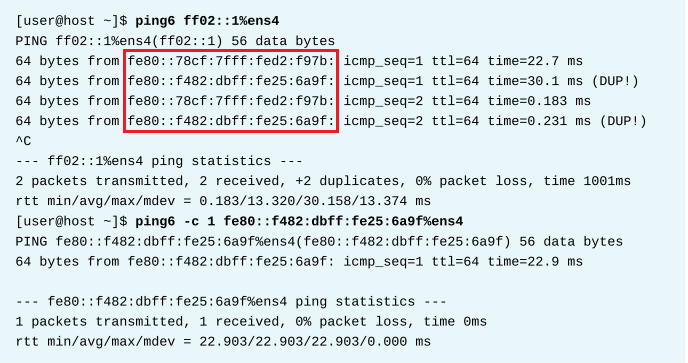 [user@host ~]$ ping6 ff02::1%ens4
PING ff02::1%ens4(ff02::1) 56 data bytes
64 bytes from fe80::78cf:7fff:fed2:f97b: icmp_seq=1 ttl=64 time=22.7 ms
64 bytes from fe80::f482:dbff:fe25:6a9f: icmp_seq=1 ttl=64 time=30.1 ms (DUP!)
64 bytes from fe80::78cf:7fff:fed2:f97b: icmp_seq=2 ttl=64 time=0.183 ms
64 bytes from fe80::f482:dbff:fe25:6a9f: icmp_seq=2 ttl=64 time=0.231 ms (DUP!)
^C
--- ff02::1%ens4 ping statistics ---
2 packets transmitted, 2 received, +2 duplicates, 0% packet loss, time 1001ms
rtt min/avg/max/mdev = 0.183/13.320/30.158/13.374 ms
[user@host ~]$ ping6 -c 1 fe80::f482:dbff:fe25:6a9f%ens4
PING fe80::f482:dbff:fe25:6a9f%ens4(fe80::f482:dbff:fe25:6a9f) 56 data bytes
64 bytes from fe80::f482:dbff:fe25:6a9f: icmp_seq=1 ttl=64 time=22.9 ms
--- fe80::f482:dbff:fe25:6a9f%ens4 ping statistics ---
1 packets transmitted, 1 received, 0% packet loss, time 0ms
rtt min/avg/max/mdev = 22.903/22.903/22.903/0.000 ms